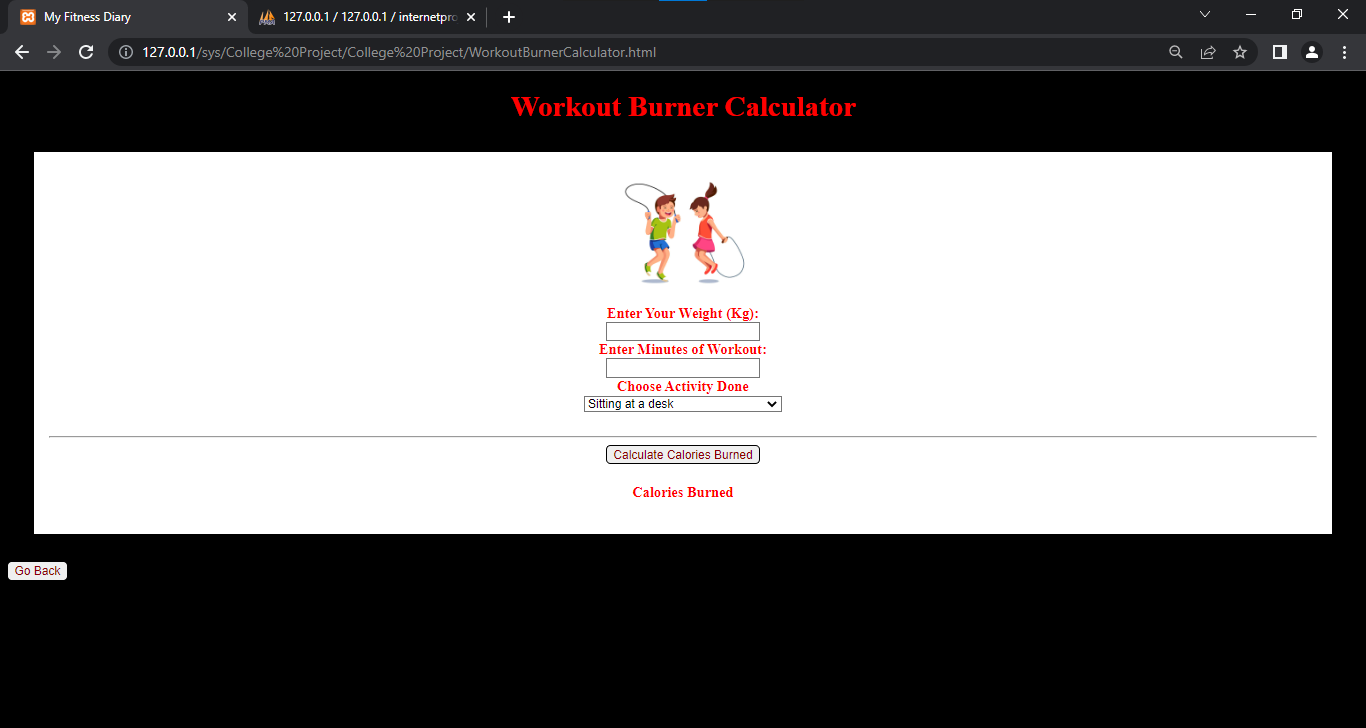 My Fitness Diary
127.0.0.1 / 127.0.0.1 / internetpro
127.0.0.1/sys/College%20Project/College%20Project/WorkoutBurnerCalculator.html
Workout Burner Calculator
Enter Your Weight (Kg):
Enter Minutes of Workout:
Choose Activity Done
Sitting at a desk
Calculate Calories Burned
Calories Burned
Go Back